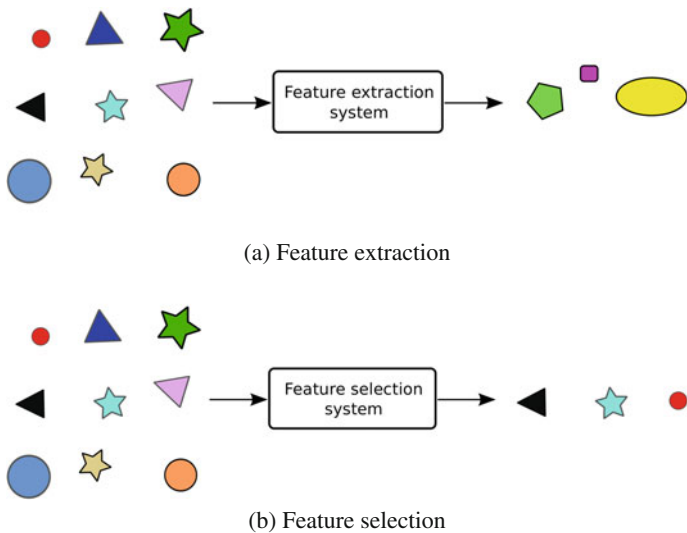 Feature extraction
system
(a) Feature extraction
Feature selection
system
(b) Feature selection